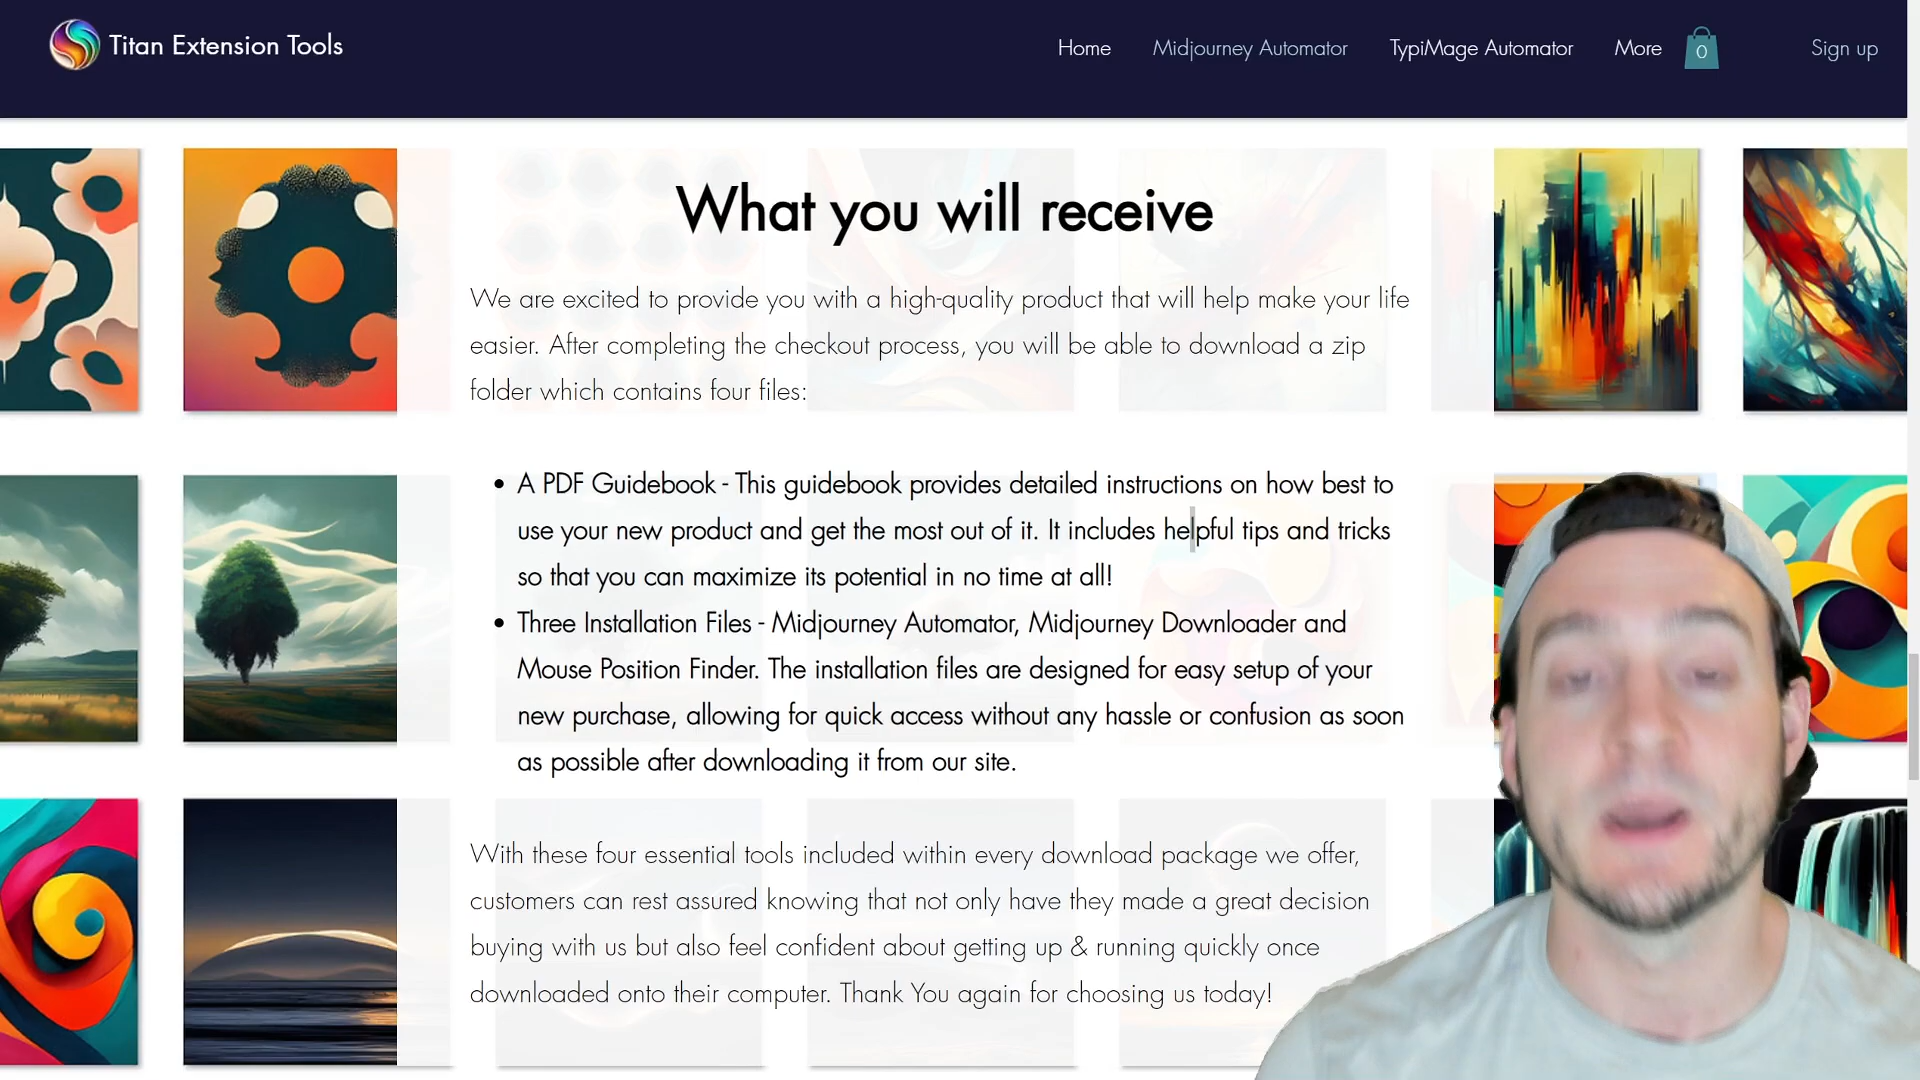 Titan Extension Tools
Home Midjourney Automator TypiMage Automator More 0 Sign up
What you will receive
We are excited to provide you with a high-quality product that will help make your life
easier. After completing the checkout process, you will be able to download a zip
folder which contains four files:
• A PDF Guidebook - This guidebook provides detailed instructions on how best to
use your new product and get the most out of it. It includes helpful tips and tricks
so that you can maximize its potential in no time at all!
• Three Installation Files - Midjourney Automator, Midjourney Downloader and
Mouse Position Finder. The installation files are designed for easy setup of your
new purchase, allowing for quick access without any hassle or confusion as soon
as possible after downloading it from our site.
With these four essential tools included within every download package we offer,
customers can rest assured knowing that not only have they made a great decision
buying with us but also feel confident about getting up & running quickly once
downloaded onto their computer. Thank You again for choosing us today!